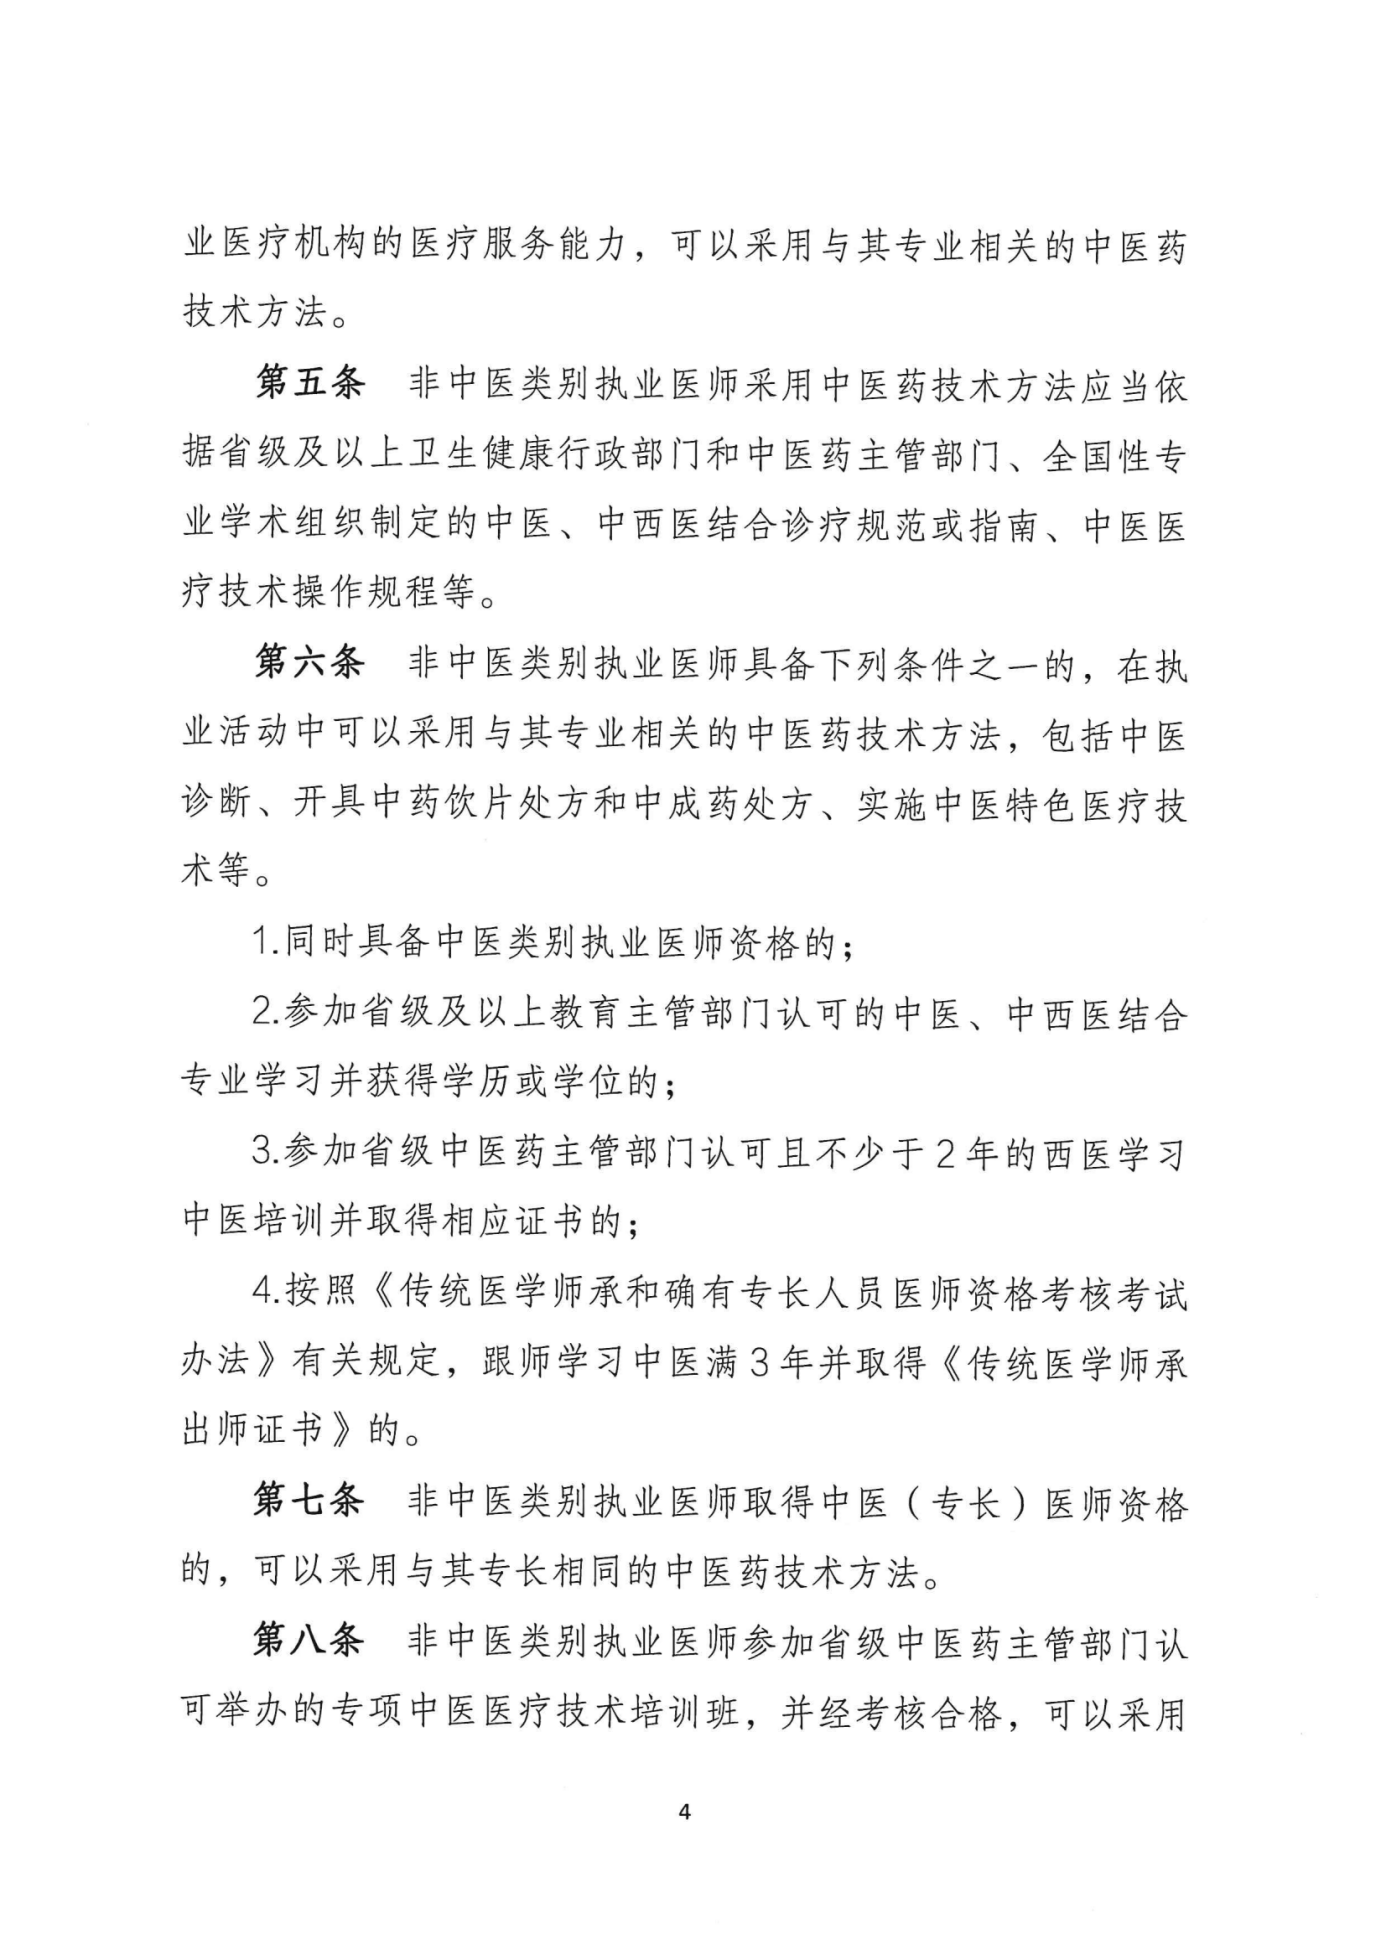 业医疗机构的医疗服务能力，可以采用与其专业相关的中医药
技术方法。
第五条　非中医类别执业医师采用中医药技术方法应当依
据省级及以上卫生健康行政部门和中医药主管部门、全国性专
业学术组织制定的中医、中西医结合诊疗规范或指南、中医医
疗技术操作规程等。
第六条　非中医类别执业医师具备下列条件之一的，在执
业活动中可以采用与其专业相关的中医药技术方法，包括中医
诊断、开具中药饮片处方和中成药处方、实施中医特色医疗技
术等。
1.同时具备中医类别执业医师资格的；
2.参加省级及以上教育主管部门认可的中医、中西医结合
专业学习并获得学历或学位的；
3.参加省级中医药主管部门认可且不少于 2 年的西医学习
中医培训并取得相应证书的；
4.按照《传统医学师承和确有专长人员医师资格考核考试
办法》有关规定，跟师学习中医满 3 年并取得《传统医学师承
出师证书》的。
第七条　非中医类别执业医师取得中医（专长）医师资格
的，可以采用与其专长相同的中医药技术方法。
第八条　非中医类别执业医师参加省级中医药主管部门认
可举办的专项中医医疗技术培训班，并经考核合格，可以采用
4